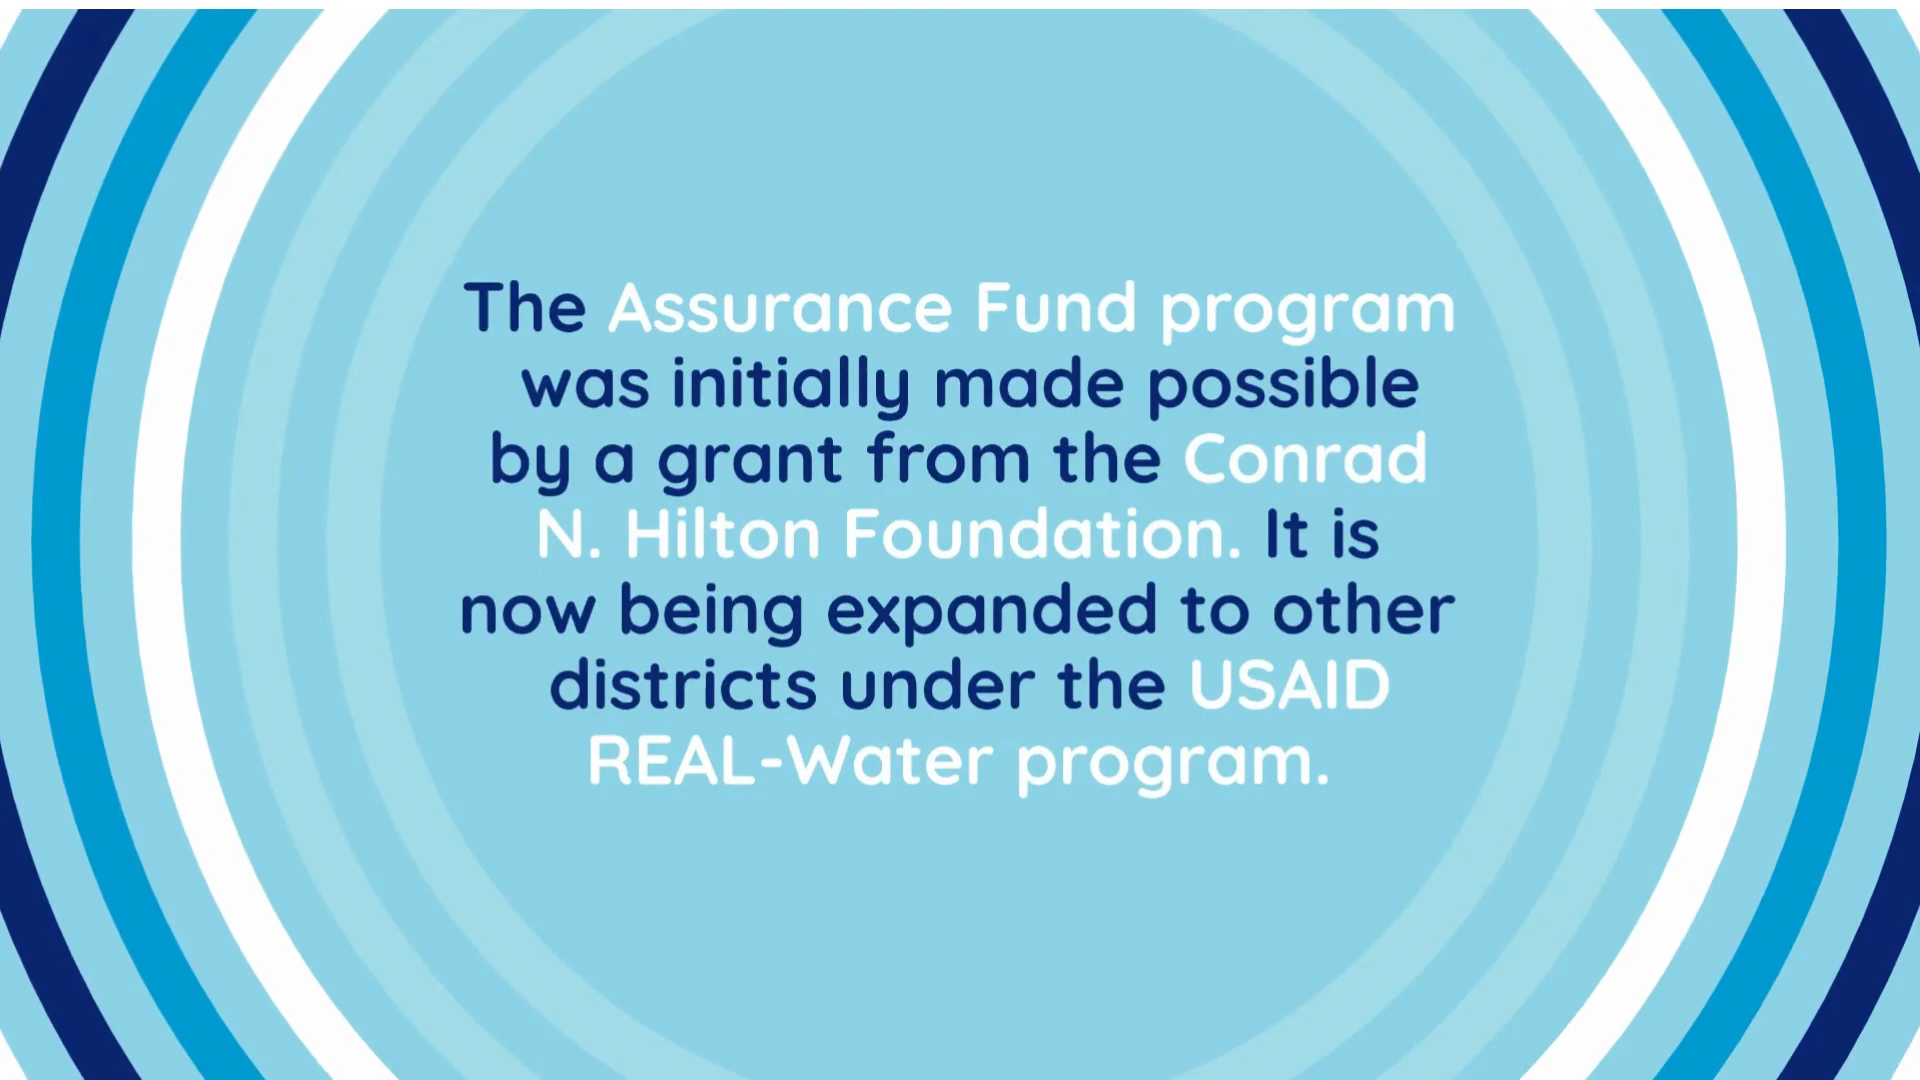 The Assurance Fund program
was initially made possible
by a grant from the Conrad
N. Hilton Foundation. It is
now being expanded to other
districts under the USAID
REAL-Water program.